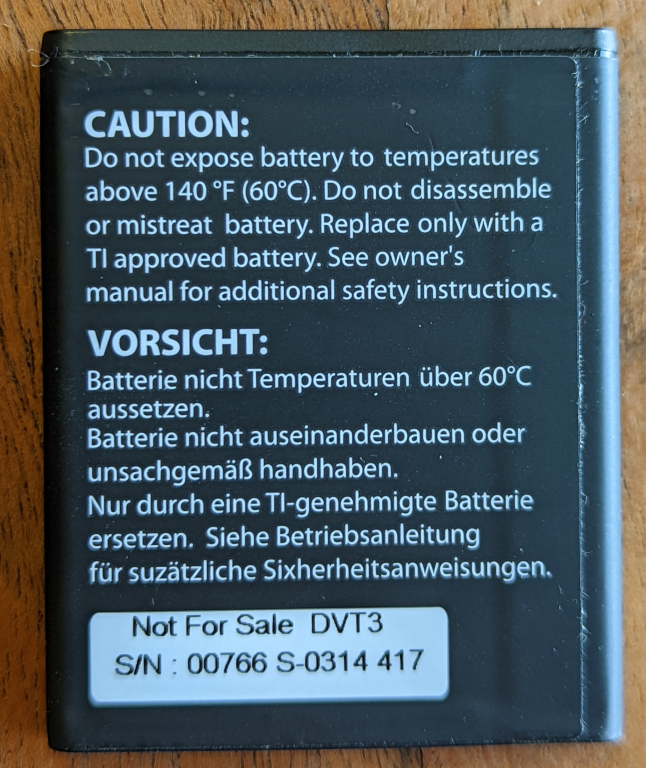 CAUTION:
Do not expose battery to temperatures
above 140 °F (60°C). Do not disassemble
or mistreat battery. Replace only with a
TI approved battery. See owner's
manual for additional safety instructions.
VORSICHT:
Batterie nicht Temperaturen über 60°C
aussetzen.
Batterie nicht auseinanderbauen oder
unsachgemäß handhaben.
Nur durch eine TI-genehmigte Batterie
ersetzen. Siehe Betriebsanleitung
für suzätzliche Sixherheitsanweisungen.
Not For Sale DVT3
S/N : 00766 S-0314 417